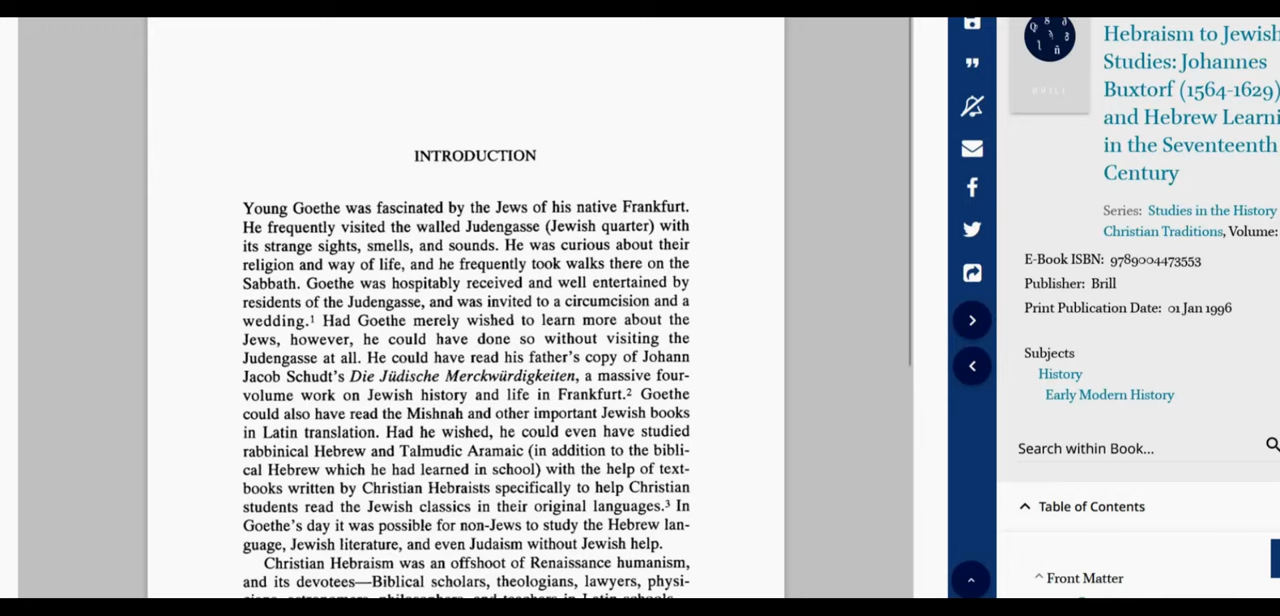 INTRODUCTION
Young Goethe was fascinated by the Jews of his native Frankfurt.
He frequently visited the walled Judengasse (Jewish quarter) with
its strange sights, smells, and sounds. He was curious about their
religion and way of life, and he frequently took walks there on the
Sabbath. Goethe was hospitably received and well entertained by
residents of the Judengasse, and was invited to a circumcision and a
wedding.¹ Had Goethe merely wished to learn more about the
Jews, however, he could have done so without visiting the
Judengasse at all. He could have read his father's copy of Johann
Jacob Schudt's Die Jüdische Merckwürdigkeiten, a massive four-
volume work on Jewish history and life in Frankfurt.² Goethe
could also have read the Mishnah and other important Jewish books
in Latin translation. Had he wished, he could even have studied
rabbinical Hebrew and Talmudic Aramaic (in addition to the bibli-
cal Hebrew which he had learned in school) with the help of text-
books written by Christian Hebraists specifically to help Christian
students read the Jewish classics in their original languages.³ In
Goethe's day it was possible for non-Jews to study the Hebrew lan-
guage, Jewish literature, and even Judaism without Jewish help.
Christian Hebraism was an offshoot of Renaissance humanism,
and its devotees—Biblical scholars, theologians, lawyers, physi-
BRILL
Hebraism to Jewish
Studies: Johannes
Buxtorf (1564-1629)
and Hebrew Learni
in the Seventeenth
Century
Series: Studies in the History
Christian Traditions, Volume:
E-Book ISBN: 9789004473553
Publisher: Brill
Print Publication Date: 01 Jan 1996
Subjects
History
Early Modern History
Search within Book...
Table of Contents
Front Matter